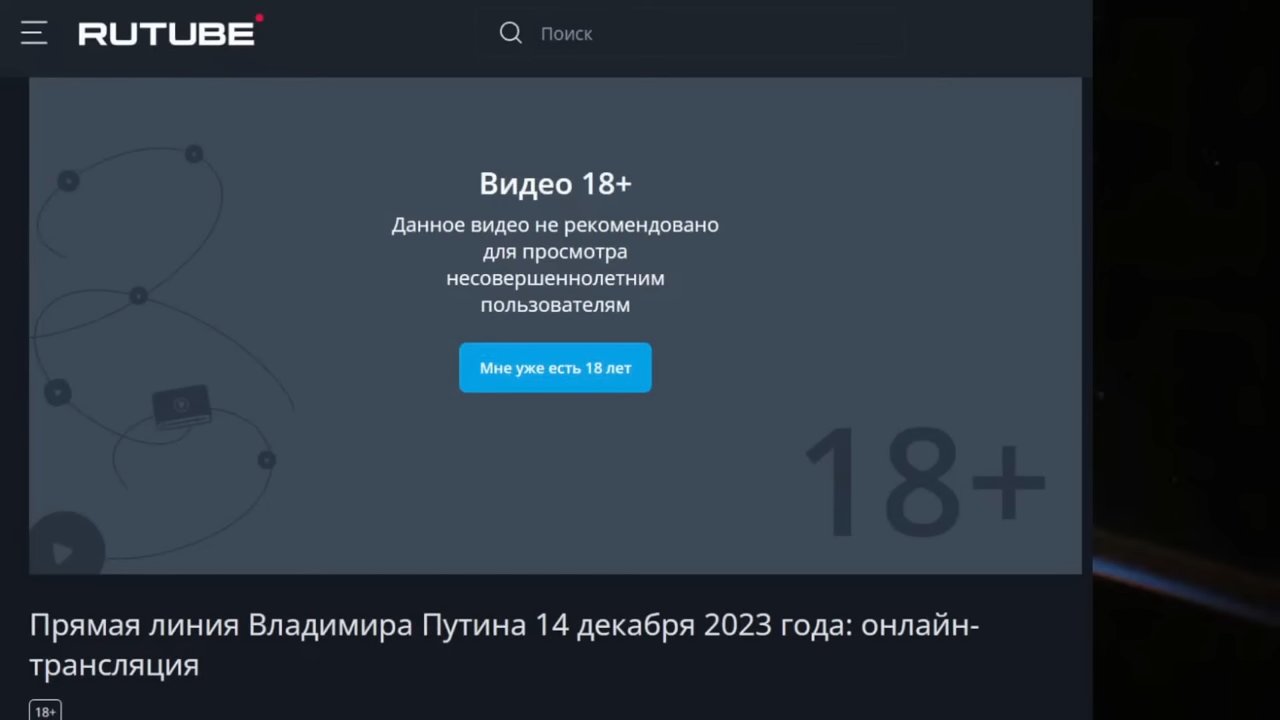 RUTUBE
Поиск
Видео 18+
Данное видео не рекомендовано
для просмотра
несовершеннолетним
пользователям
Мне уже есть 18 лет
18+
Прямая линия Владимира Путина 14 декабря 2023 года: онлайн-
трансляция
18+